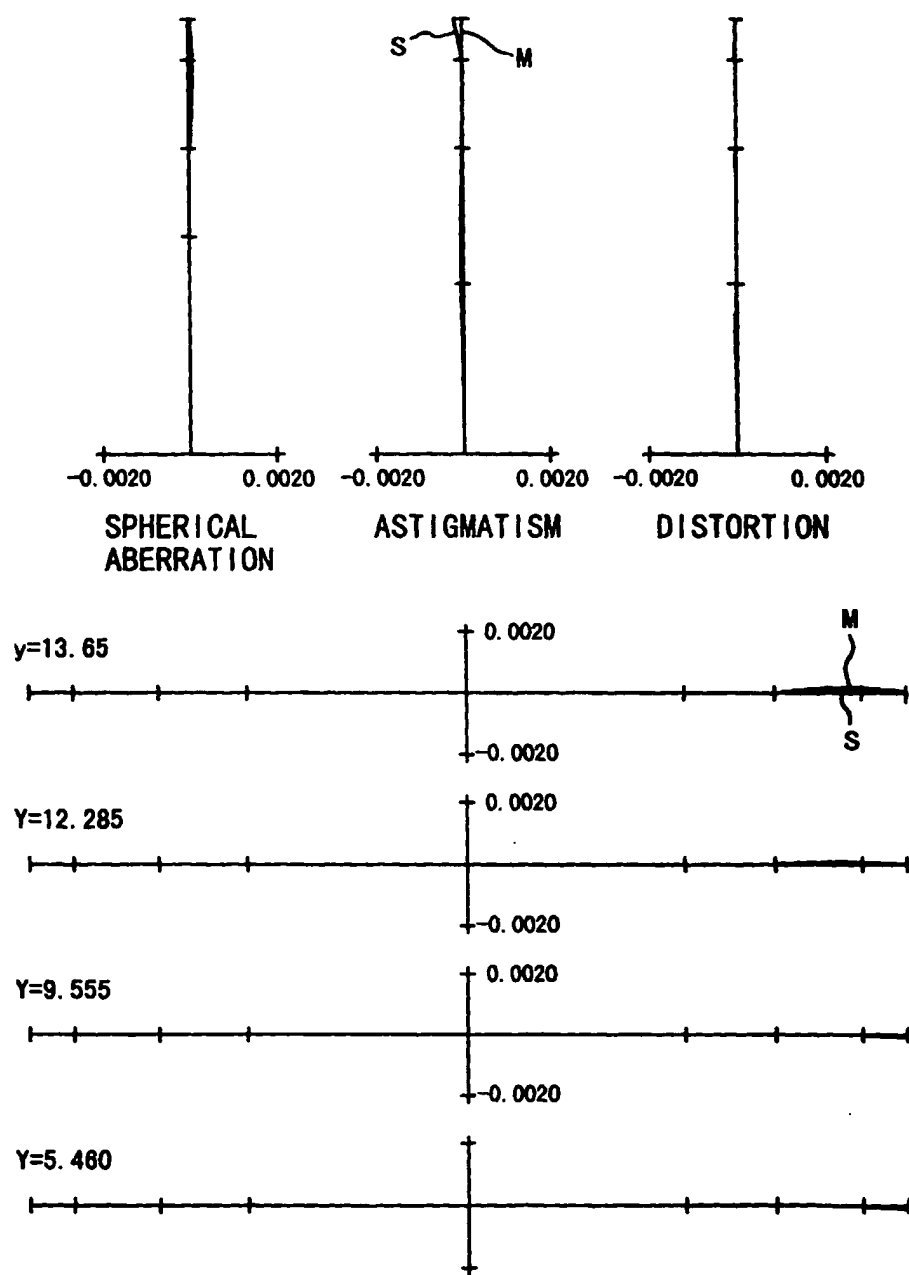 S
M
-0.0020 0.0020 -0.0020 0.0020 -0.0020 0.0020
SPHERICAL
ABERRATION
ASTIGMATISM
DISTORTION
y=13.65
0.0020
M
-0.0020
S
Y=12.285
0.0020
-0.0020
Y=9.555
0.0020
-0.0020
Y=5.460